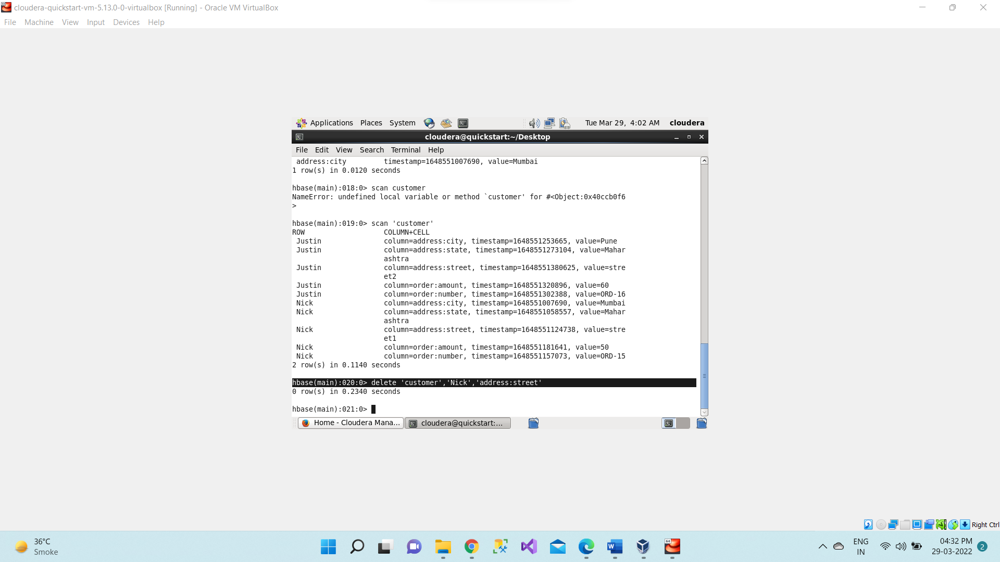 cloudera-quickstart-vm-5.13.0-0-virtualbox [Running] - Oracle VM VirtualBox
File Machine View Input Devices Help
Applications Places System Tue Mar 29, 4:02 AM cloudera
cloudera@quickstart:~/Desktop
File Edit View Search Terminal Help
address:city timestamp=1648551007690, value=Mumbai
1 row(s) in 0.0120 seconds
hbase(main):018:0> scan customer
NameError: undefined local variable or method `customer' for #<Object:0x40ccb0f6
>
hbase(main):019:0> scan 'customer'
ROW COLUMN+CELL
Justin column=address:city, timestamp=1648551253665, value=Pune
Justin column=address:state, timestamp=1648551273104, value=Mahar
ashtra
Justin column=address:street, timestamp=1648551380625, value=stre
et2
Justin column=order:amount, timestamp=1648551320896, value=60
Justin column=order:number, timestamp=1648551302388, value=ORD-16
Nick column=address:city, timestamp=1648551007690, value=Mumbai
Nick column=address:state, timestamp=1648551058557, value=Mahar
ashtra
Nick column=address:street, timestamp=1648551124738, value=stre
et1
Nick column=order:amount, timestamp=1648551181641, value=50
Nick column=order:number, timestamp=1648551157073, value=ORD-15
2 row(s) in 0.1140 seconds
hbase(main):020:0> delete 'customer','Nick','address:street'
0 row(s) in 0.2340 seconds
hbase(main):021:0>
Home - Cloudera Mana... cloudera@quickstart:...
Right Ctrl
36°C
Smoke
ENG
IN
04:32 PM
29-03-2022
2